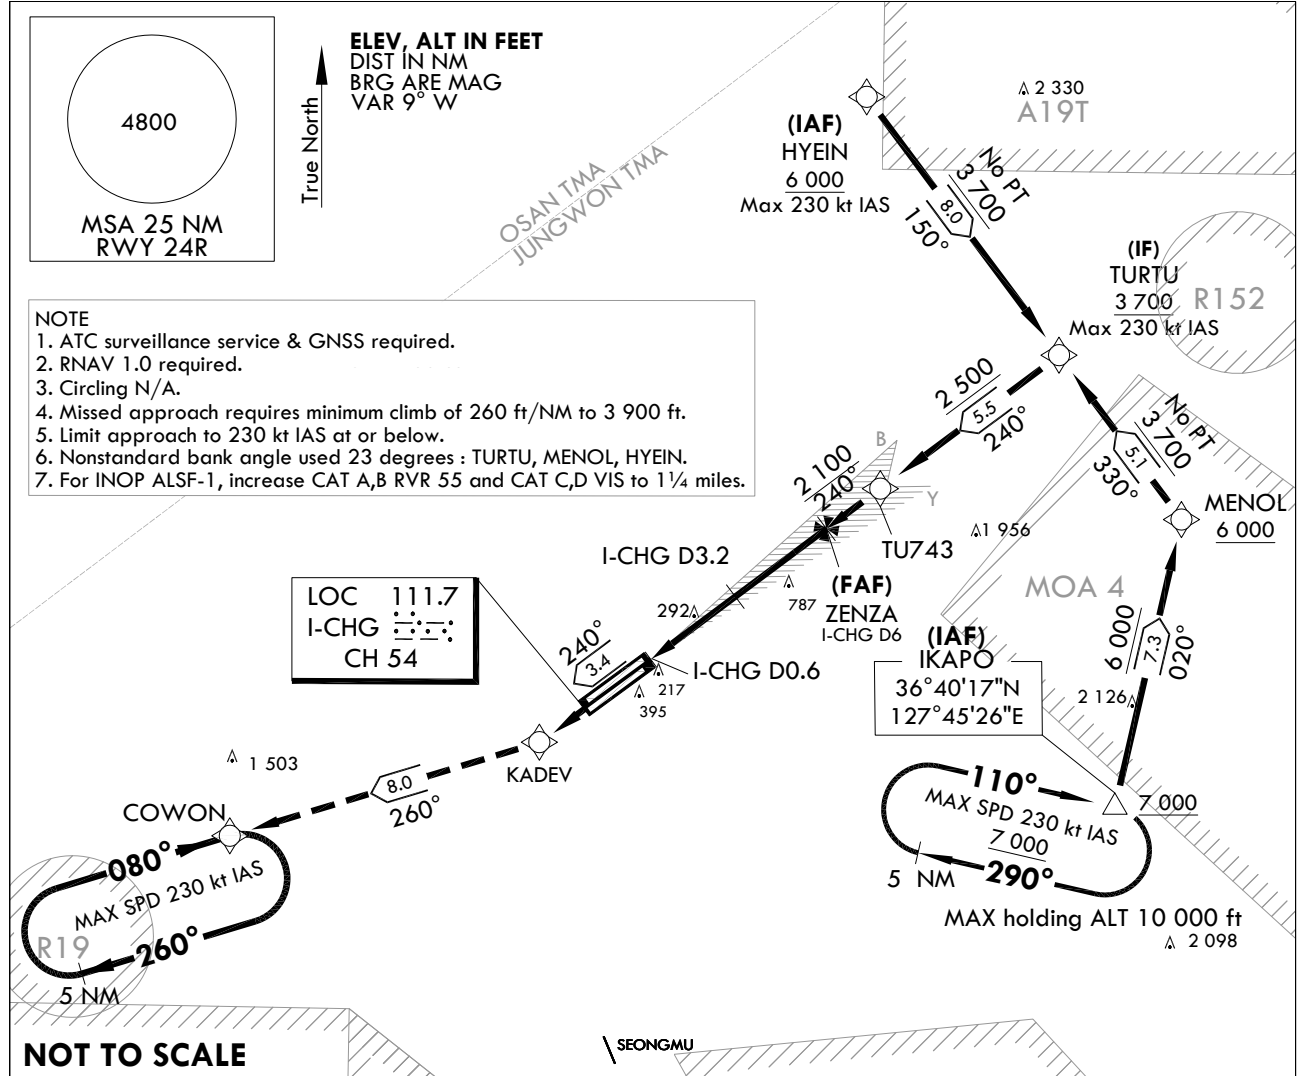 4800
MSA 25 NM
RWY 24R
True North
ELEV, ALT IN FEET
DIST IN NM
BRG ARE MAG
VAR 9° W
OSAN TMA
JUNGWON TMA
(IAF)
HYEIN
6 000
Max 230 kt IAS
2 330
A19T
No PT
3 700
8.0
150°
(IF)
TURTU
3 700
Max 230 kt IAS
R152
NOTE
1. ATC surveillance service & GNSS required.
2. RNAV 1.0 required.
3. Circling N/A.
4. Missed approach requires minimum climb of 260 ft/NM to 3 900 ft.
5. Limit approach to 230 kt IAS at or below.
6. Nonstandard bank angle used 23 degrees : TURTU, MENOL, HYEIN.
7. For INOP ALSF-1, increase CAT A,B RVR 55 and CAT C,D VIS to 1¼ miles.
2 500
5.5
240°
No PT
3 700
5.1
330°
B
Y
2 100
240°
TU743
1 956
MENOL
6 000
I-CHG D3.2
(FAF)
ZENZA
I-CHG D6
787
292
MOA 4
LOC 111.7
I-CHG
CH 54
240°
3.4
I-CHG D0.6
217
395
(IAF)
IKAPO
36°40'17"N
127°45'26"E
6 000
7.3
020°
2 126
1 503
KADEV
8.0
260°
COWON
080°
MAX SPD 230 kt IAS
260°
R19
5 NM
110°
MAX SPD 230 kt IAS
7 000
290°
5 NM
7 000
MAX holding ALT 10 000 ft
2 098
NOT TO SCALE
SEONGMU